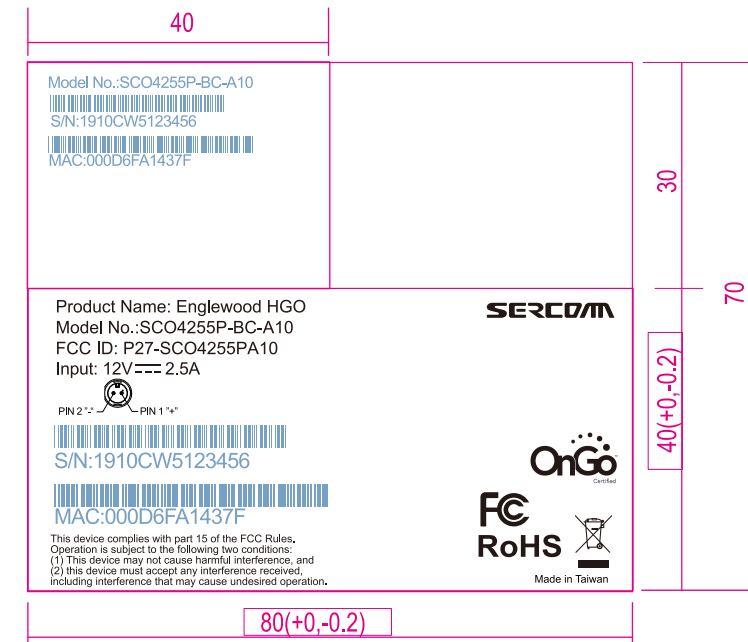 40
Model No.:SCO4255P-BC-A10
S/N:1910CW5123456
MAC:000D6FA1437F
30
70
Product Name: Englewood HGO
SERCOMM
Model No.:SCO4255P-BC-A10
FCC ID: P27-SCO4255PA10
Input: 12V⎓2.5A
PIN 2 "-" PIN 1 "+"
40(+0,-0.2)
S/N:1910CW5123456
OnGo
Certified
MAC:000D6FA1437F
FC
RoHS
This device complies with part 15 of the FCC Rules.
Operation is subject to the following two conditions:
(1) This device may not cause harmful interference, and
(2) this device must accept any interference received,
including interference that may cause undesired operation.
Made in Taiwan
80(+0,-0.2)